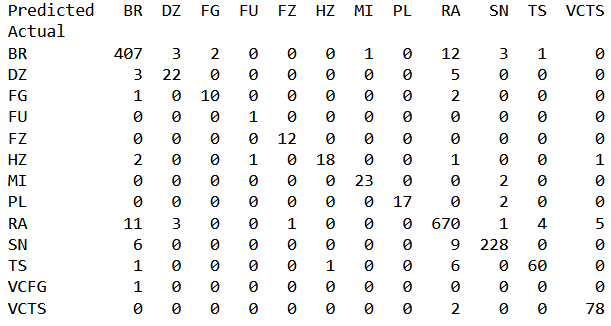 Predicted BR DZ FG FU FZ HZ MI PL RA SN TS VCTS
Actual
BR 407 3 2 0 0 0 1 0 12 3 1 0
DZ 3 22 0 0 0 0 0 0 5 0 0 0
FG 1 0 10 0 0 0 0 0 2 0 0 0
FU 0 0 0 1 0 0 0 0 0 0 0 0
FZ 0 0 0 0 12 0 0 0 0 0 0 0
HZ 2 0 0 1 0 18 0 0 1 0 0 1
MI 0 0 0 0 0 0 23 0 0 2 0 0
PL 0 0 0 0 0 0 0 17 0 2 0 0
RA 11 3 0 0 1 0 0 0 670 1 4 5
SN 6 0 0 0 0 0 0 0 9 228 0 0
TS 1 0 0 0 0 1 0 0 6 0 60 0
VCFG 1 0 0 0 0 0 0 0 0 0 0 0
VCTS 0 0 0 0 0 0 0 0 2 0 0 78